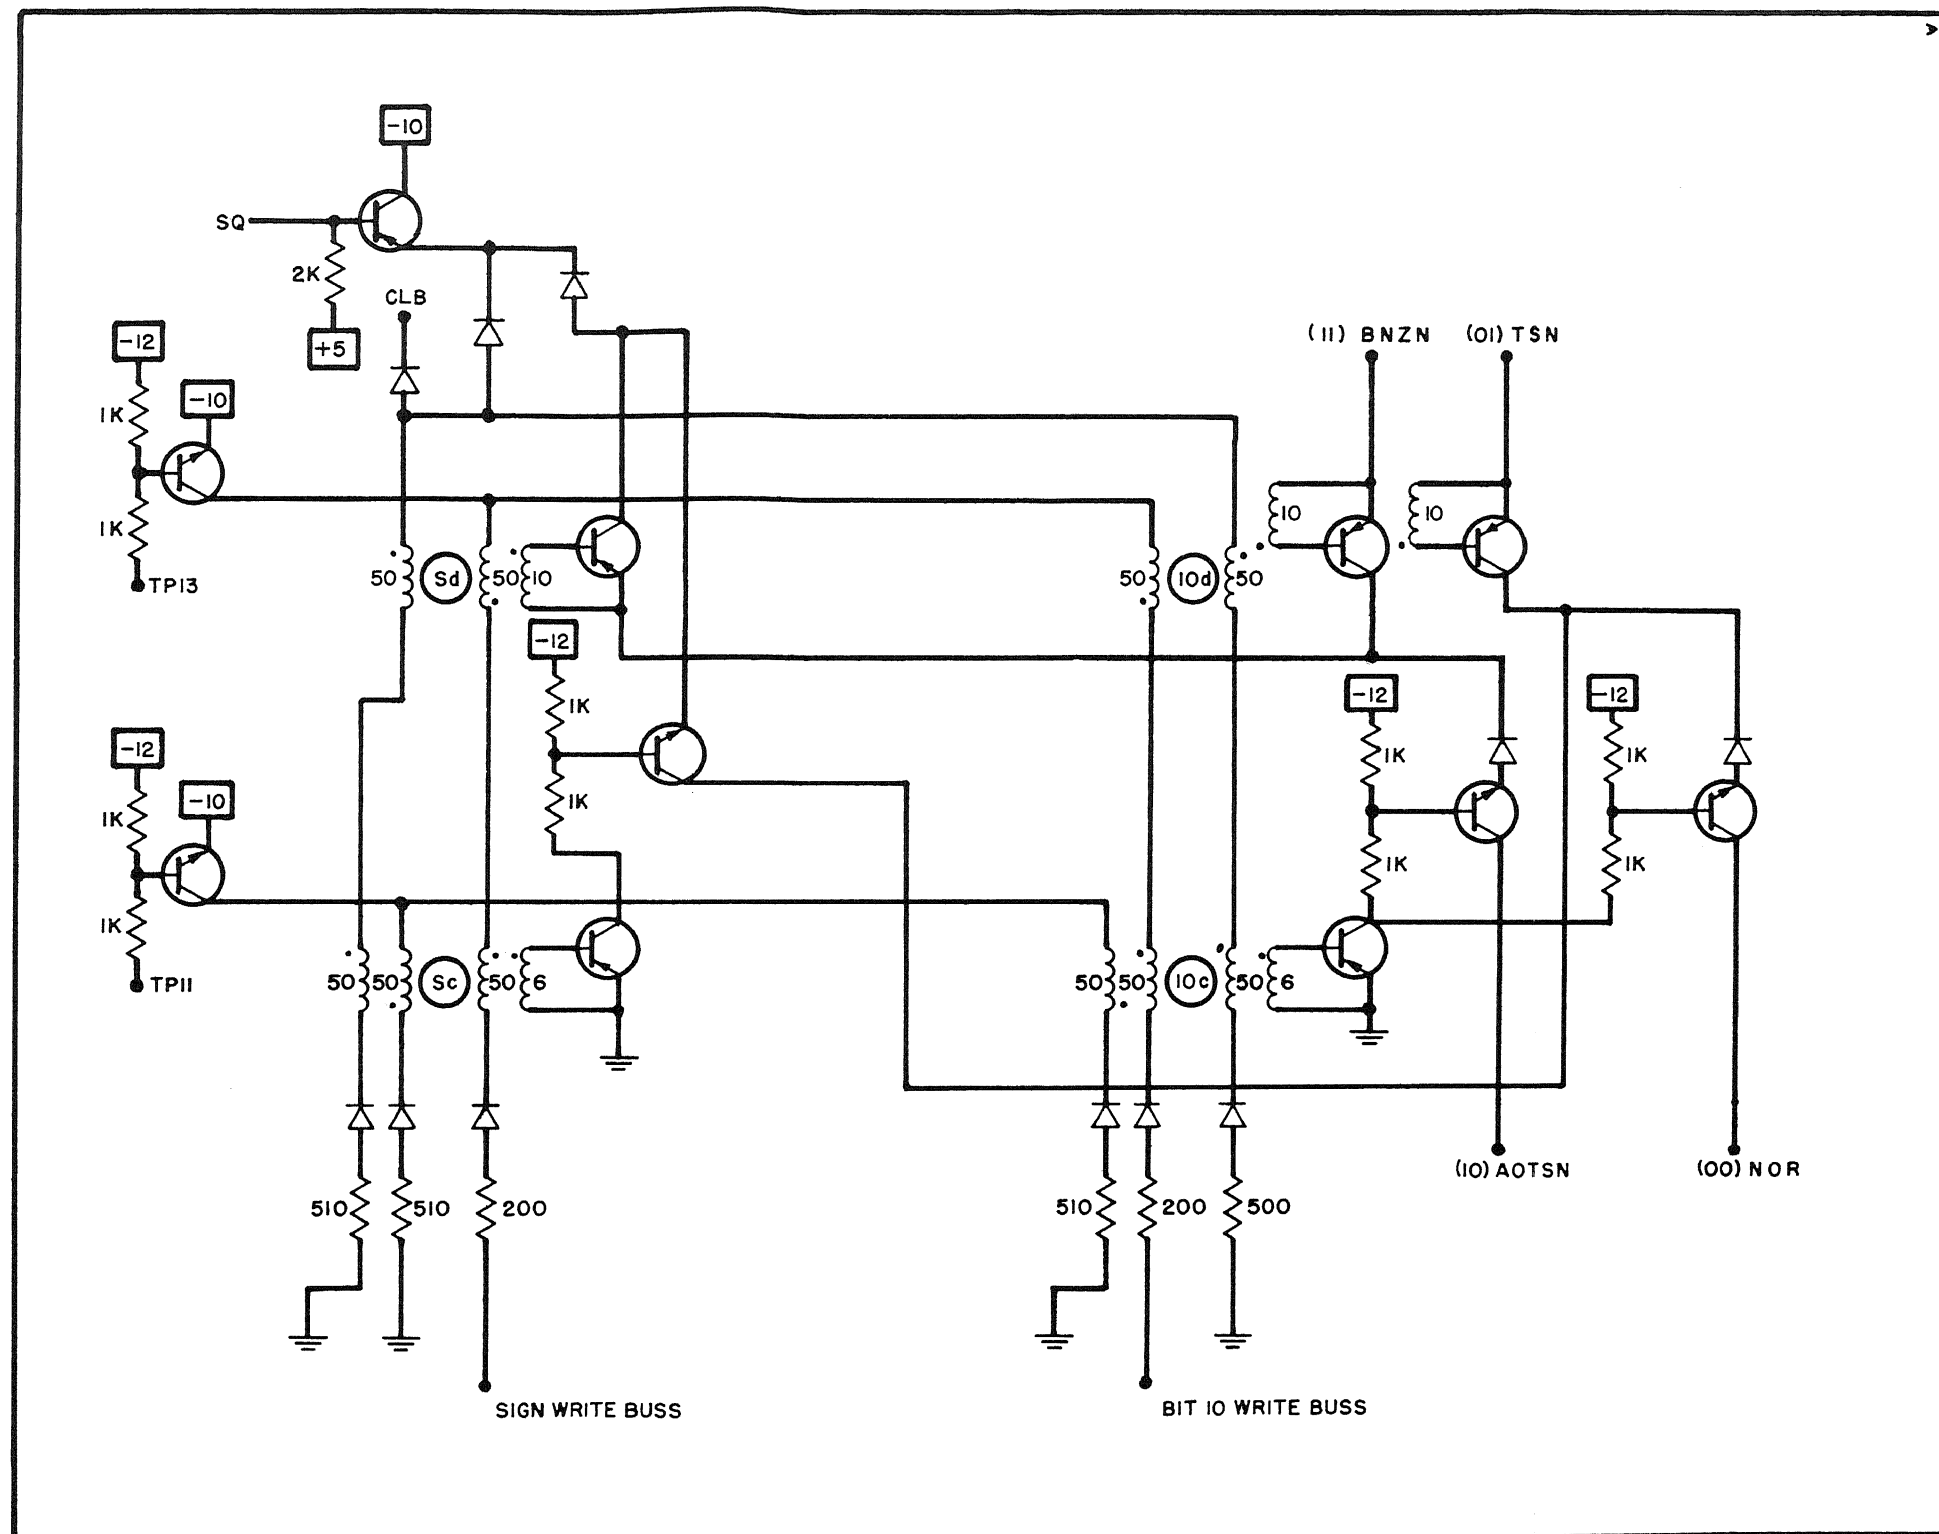 -10
SQ
2K
CLB
+5
-12
-10
1K
1K
TP13
(11) BNZN
(01) TSN
10
10
50
Sd
50
10
50
10d
50
-12
1K
1K
-12
1K
1K
-12
1K
1K
-12
-10
1K
1K
TP11
50
50
Sc
50
6
50
50
10c
50
6
(10) AOTSN
(00) NOR
510
510
200
510
200
500
SIGN WRITE BUSS
BIT 10 WRITE BUSS